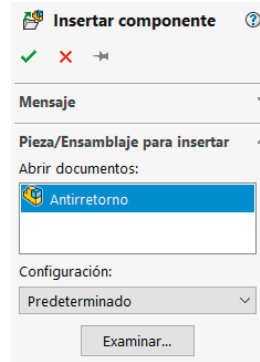 Insertar componente
Mensaje
Pieza/Ensamblaje para insertar
Abrir documentos:
Antirretorno
Configuración:
Predeterminado
Examinar...